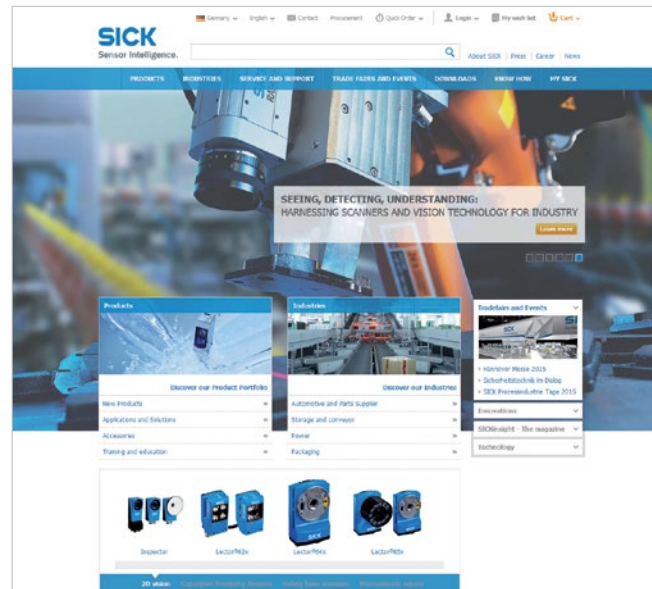 Germany English Contact Procurement Quick Order Login My wish list Cart
SICK
Sensor Intelligence.
About SICK Press Career News
PRODUCTS INDUSTRIES SERVICE AND SUPPORT TRADE FAIRS AND EVENTS DOWNLOADS KNOW HOW MY SICK
SEEING, DETECTING, UNDERSTANDING:
HARNESSING SCANNERS AND VISION TECHNOLOGY FOR INDUSTRY
Learn more
Products
Discover our Product Portfolio
New Products
Applications and Solutions
Accessories
Training and education
Industries
Discover our Industries
Automotive and Parts Supplier
Storage and conveyor
Power
Packaging
Tradefairs and Events
SICK
Hannover Messe 2015
Sicherheitstechnik im Dialog
SICK Prozessindustrie Tage 2015
Innovations
SICKinsight - The magazine
Technology
SICK
Inspector Lector®62x Lector®64x Lector®65x
2D vision